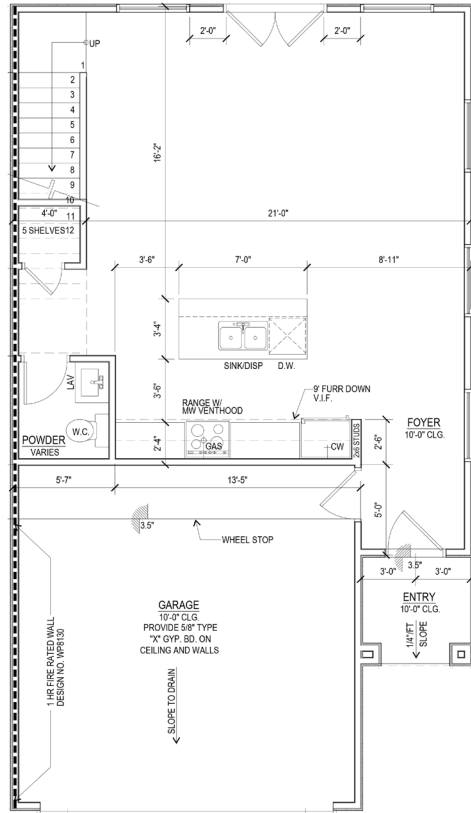 2'-0"
2'-0"
UP
1
2
3
4
5
6
7
8
9
10
11
12
16'-2"
4'-0"
21'-0"
5 SHELVES
3'-6"
7'-0"
8'-11"
3'-4"
SINK/DISP
D.W.
LAV
3'-6"
RANGE W/
MW VENTHOOD
9' FURR DOWN
V.I.F.
FOYER
10'-0" CLG.
W.C.
POWDER
VARIES
GAS
CW
2x6 STUDS
2'-4"
2'-6"
5'-7"
13'-5"
5'-0"
3.5"
WHEEL STOP
3.5"
3'-0"
3'-0"
ENTRY
10'-0" CLG.
1/4"/FT
SLOPE
GARAGE
10'-0" CLG.
PROVIDE 5/8" TYPE
"X" GYP. BD. ON
CEILING AND WALLS
1 HR FIRE RATED WALL
DESIGN NO. WP8130
SLOPE TO DRAIN